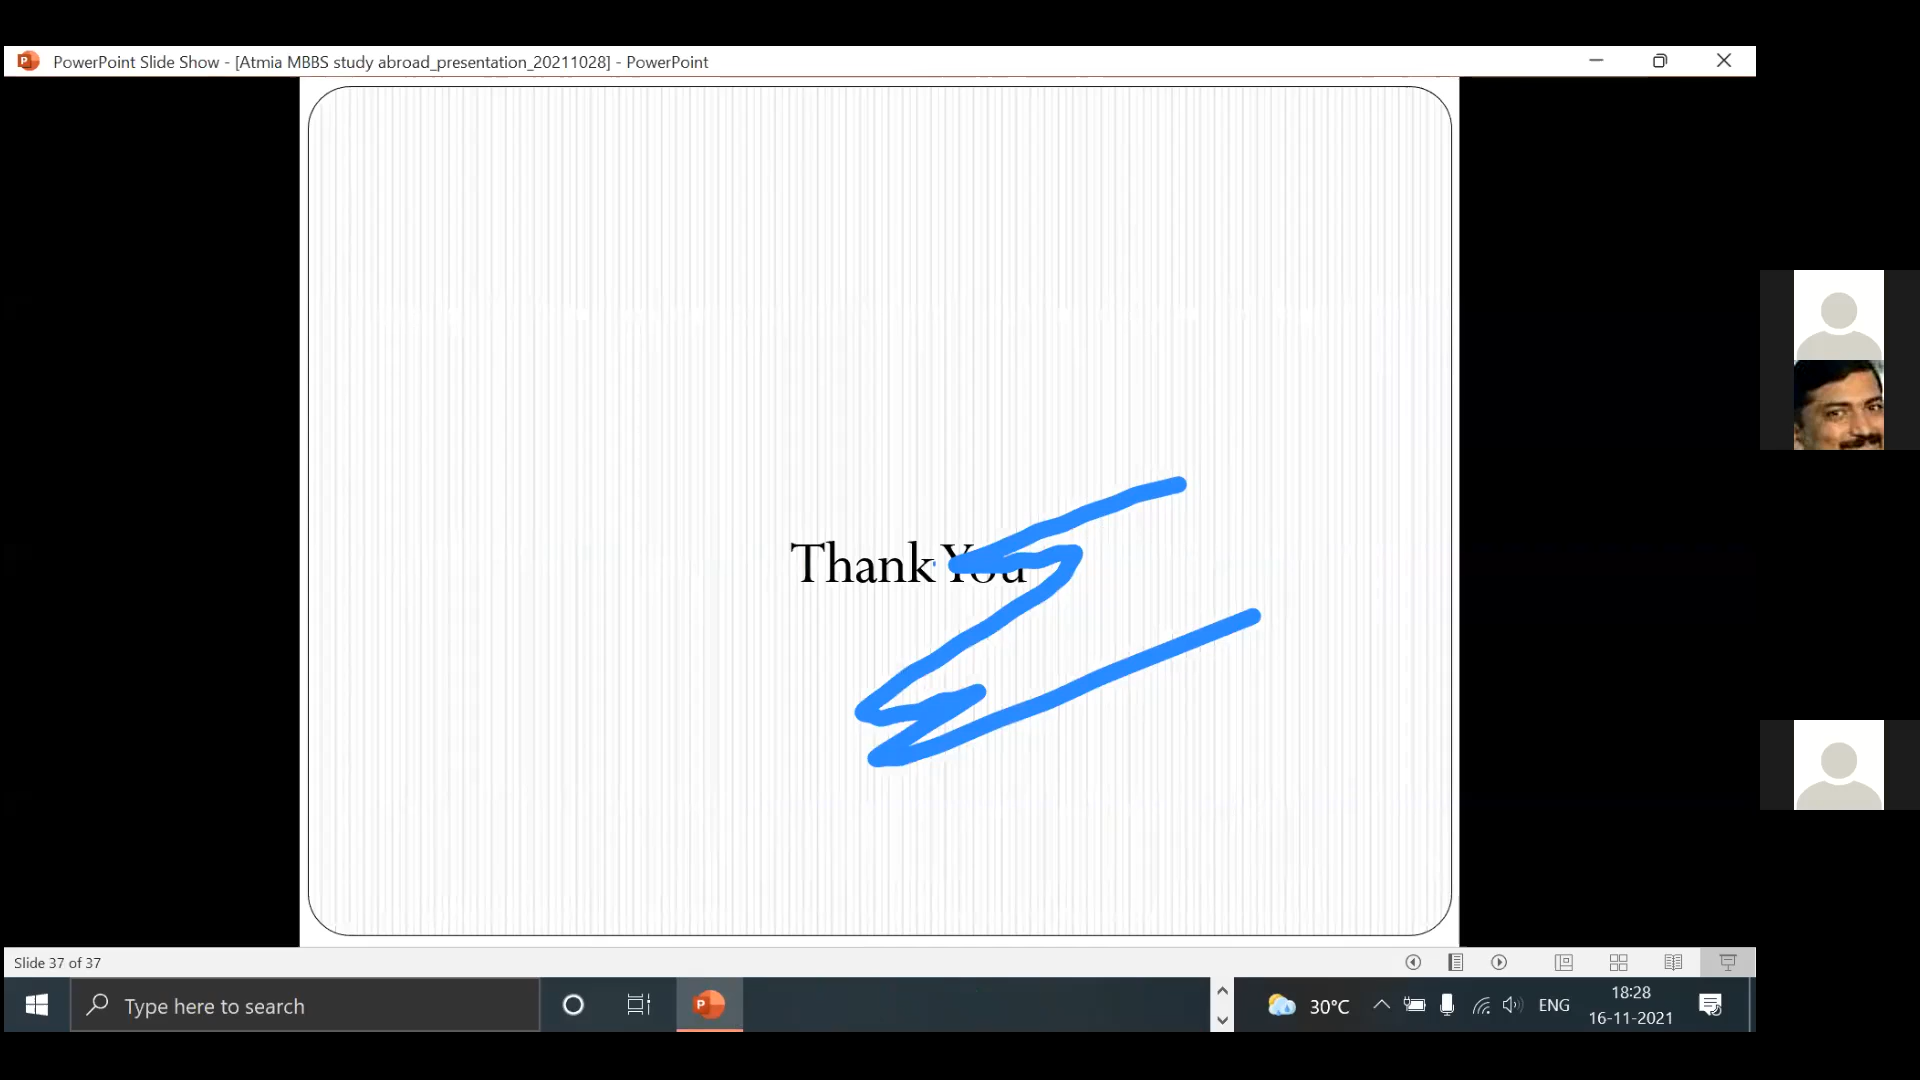 PowerPoint Slide Show - [Atmia MBBS study abroad_presentation_20211028] - PowerPoint
Thank You
Slide 37 of 37
Type here to search
30°C
ENG
18:28
16-11-2021